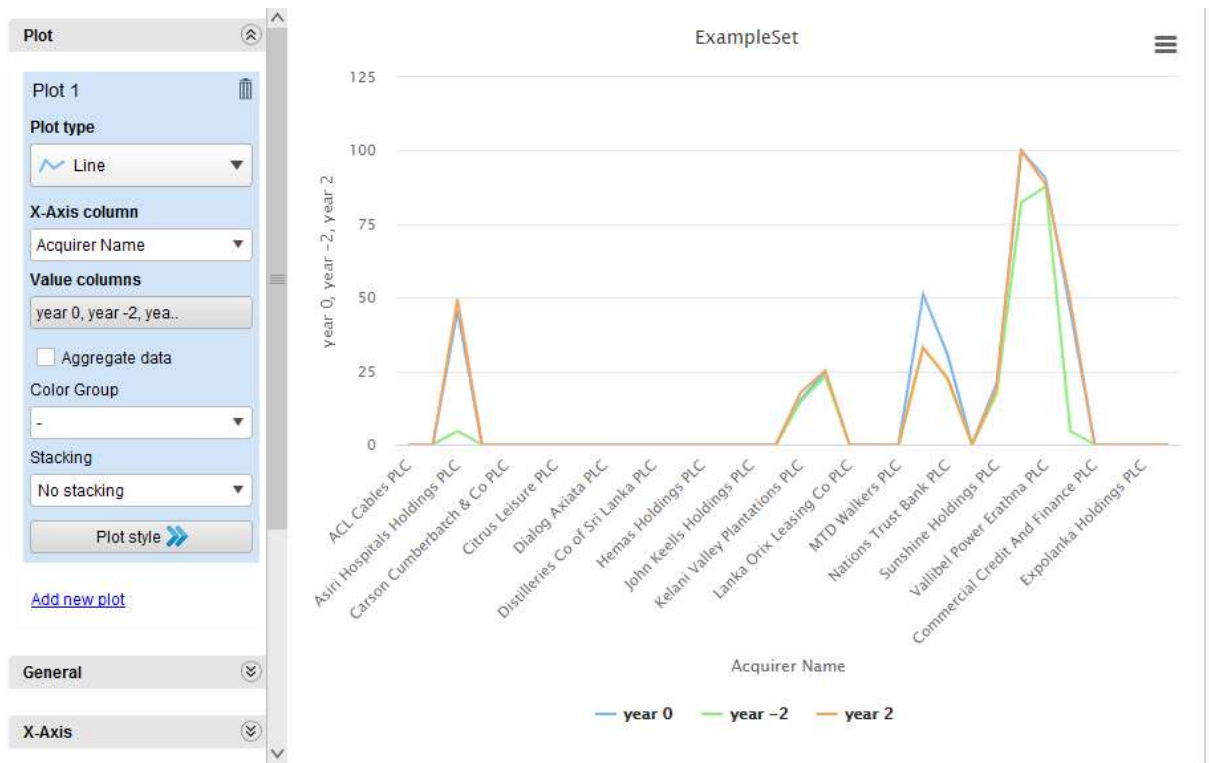 Plot
Plot 1
Plot type
Line
X-Axis column
Acquirer Name
Value columns
year 0, year -2, yea..
Aggregate data
Color Group
-
Stacking
No stacking
Plot style
Add new plot
General
X-Axis
ExampleSet
year 0, year −2, year 2
125
100
75
50
25
0
ACL Cables PLC
Asiri Hospitals Holdings PLC
Carson Cumberbatch & Co PLC
Citrus Leisure PLC
Dialog Axiata PLC
Distilleries Co of Sri Lanka PLC
Hemas Holdings PLC
John Keells Holdings PLC
Kelani Valley Plantations PLC
Lanka Orix Leasing Co PLC
MTD Walkers PLC
Nations Trust Bank PLC
Sunshine Holdings PLC
Vallibel Power Erathna PLC
Commercial Credit And Finance PLC
Expolanka Holdings PLC
Acquirer Name
year 0
year −2
year 2